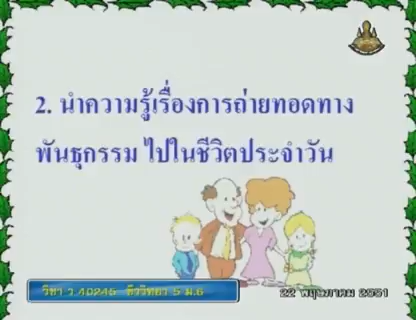 2. นำความรู้เรื่องการถ่ายทอดทาง
พันธุกรรม ไปในชีวิตประจำวัน
วิชา ว 40245 ชีววิทยา 5 ม.6
22 พฤษภาคม 2551